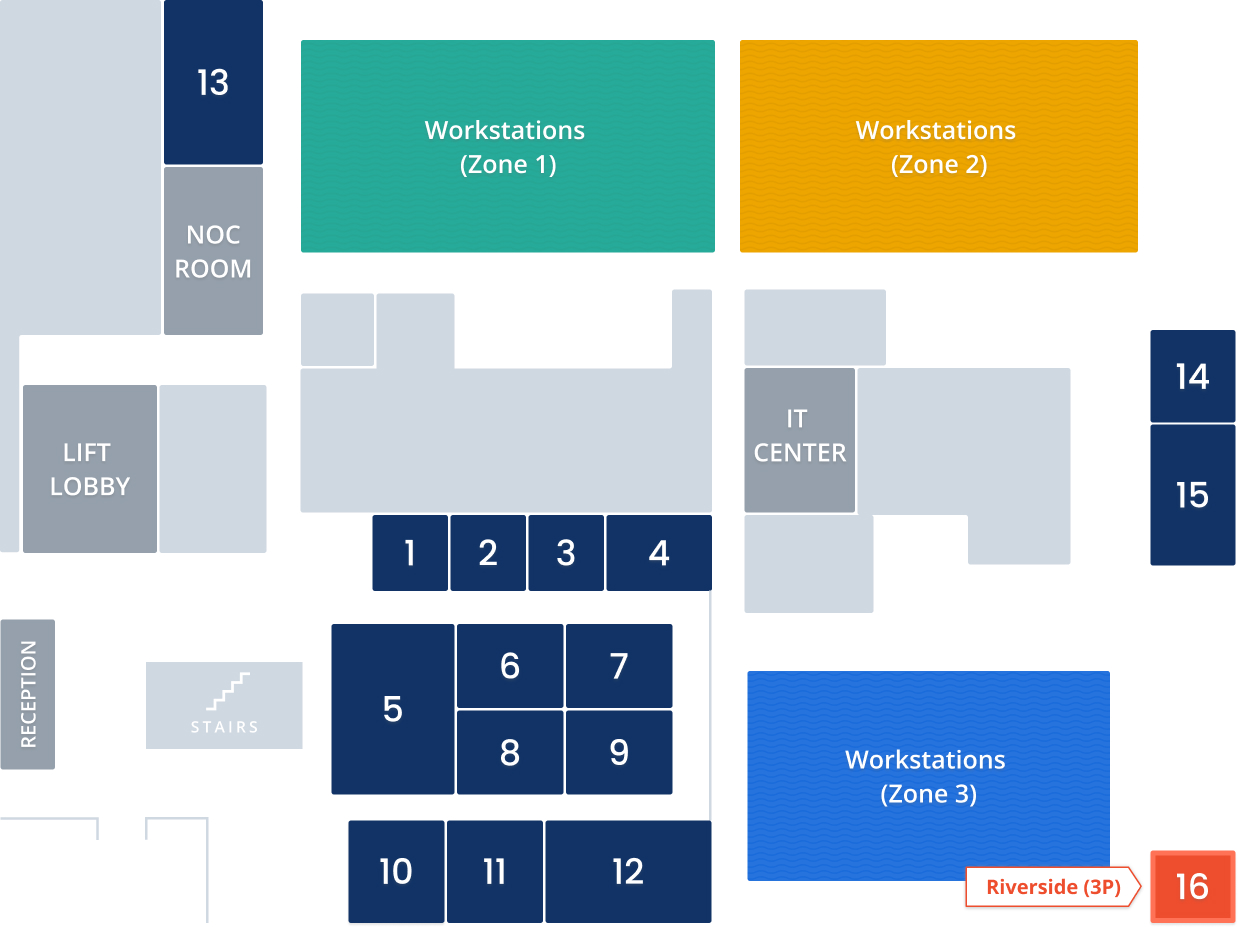 13
Workstations
(Zone 1)
Workstations
(Zone 2)
NOC
ROOM
14
LIFT
LOBBY
IT
CENTER
15
1
2
3
4
RECEPTION
STAIRS
5
6
7
8
9
Workstations
(Zone 3)
10
11
12
Riverside (3P)
16